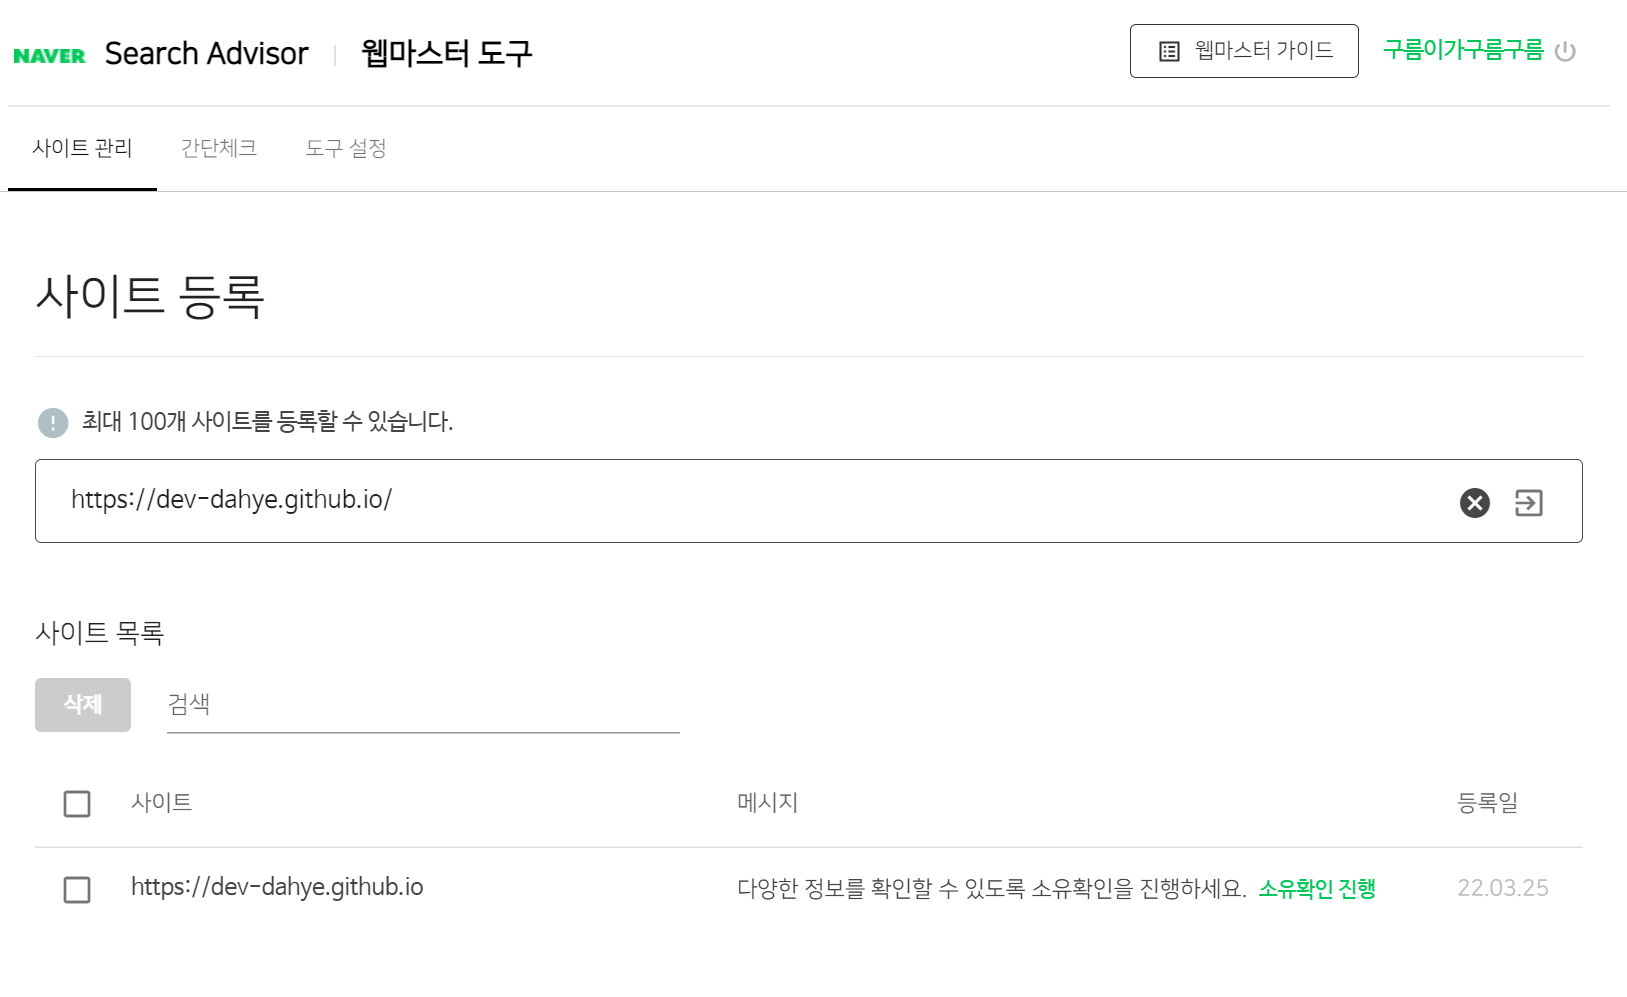 NAVER Search Advisor 웹마스터 도구 웹마스터 가이드 구름이가구름구름
사이트 관리 간단체크 도구 설정
사이트 등록
최대 100개 사이트를 등록할 수 있습니다.
https://dev-dahye.github.io/
사이트 목록
삭제 검색
사이트 메시지 등록일
https://dev-dahye.github.io 다양한 정보를 확인할 수 있도록 소유확인을 진행하세요. 소유확인 진행 22.03.25